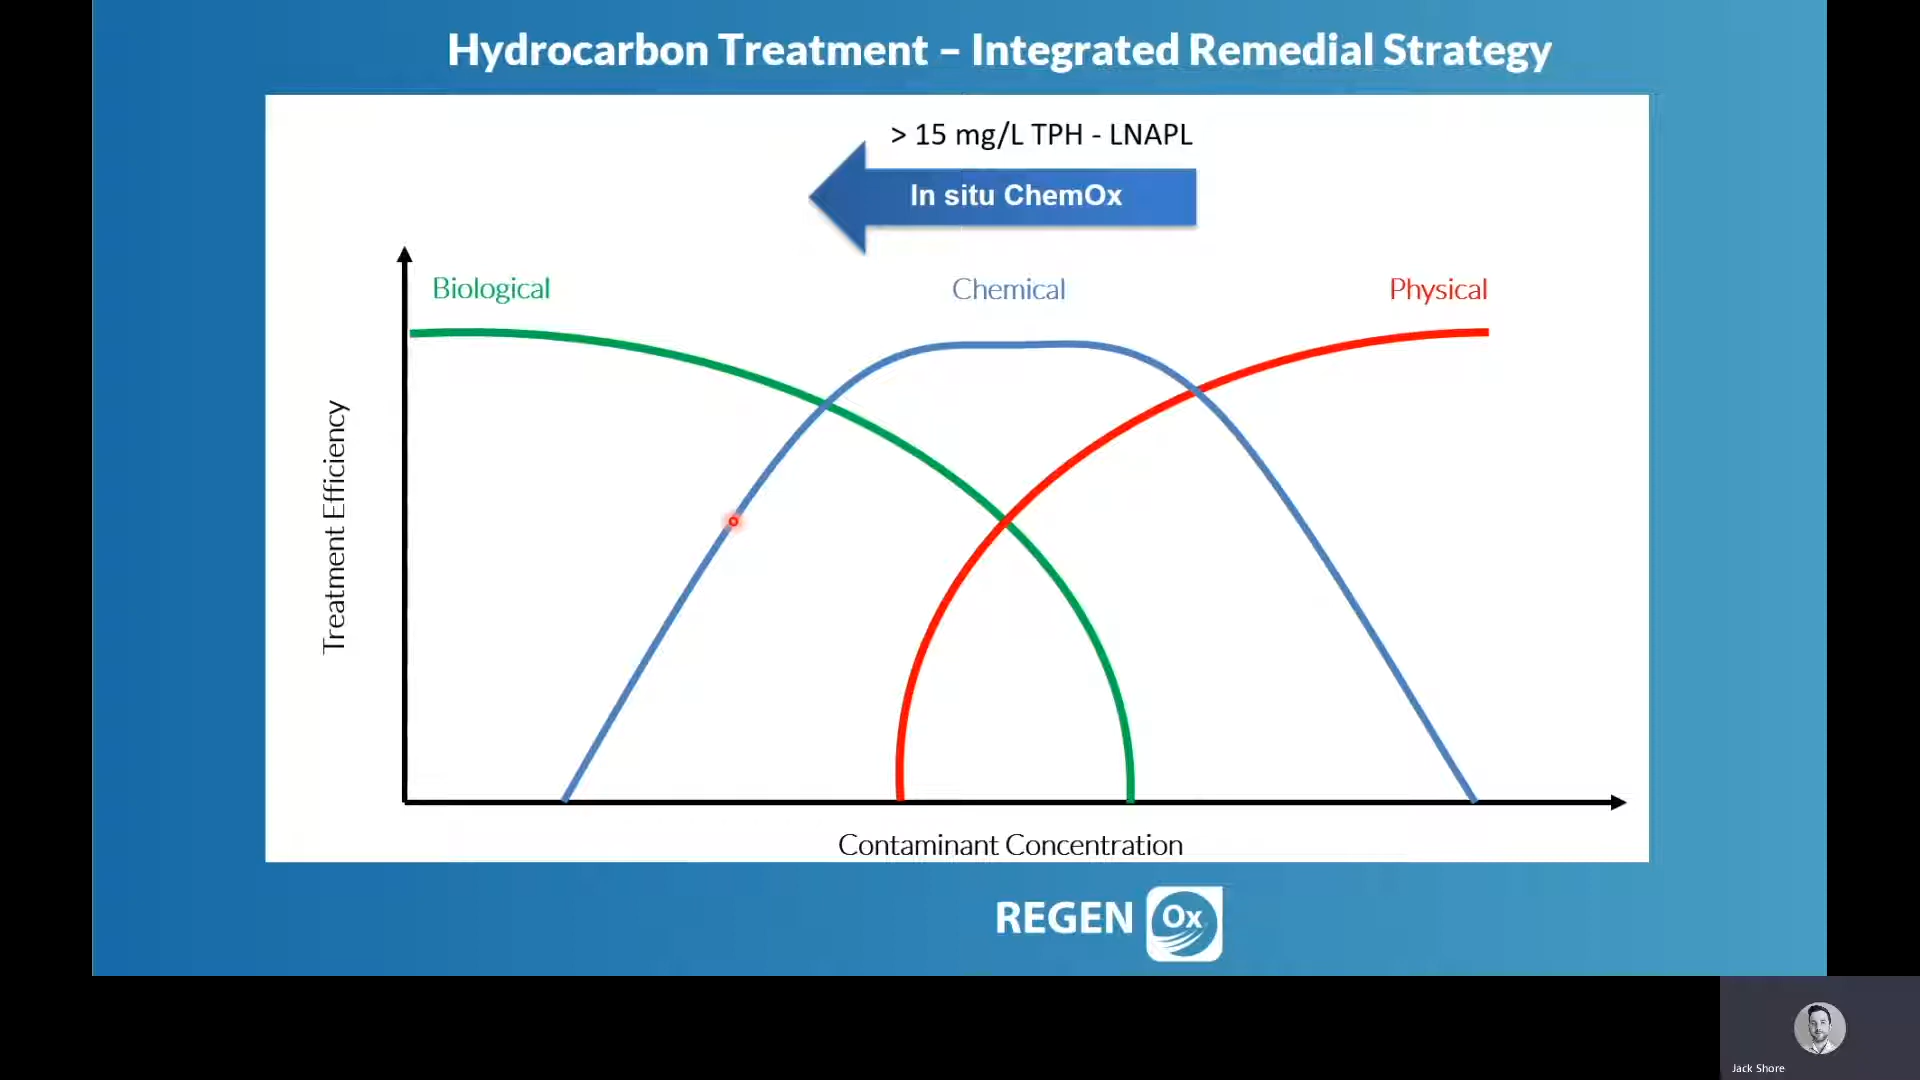 Hydrocarbon Treatment – Integrated Remedial Strategy
> 15 mg/L TPH - LNAPL
In situ ChemOx
Biological
Chemical
Physical
Treatment Efficiency
Contaminant Concentration
REGEN Ox
Jack Shore